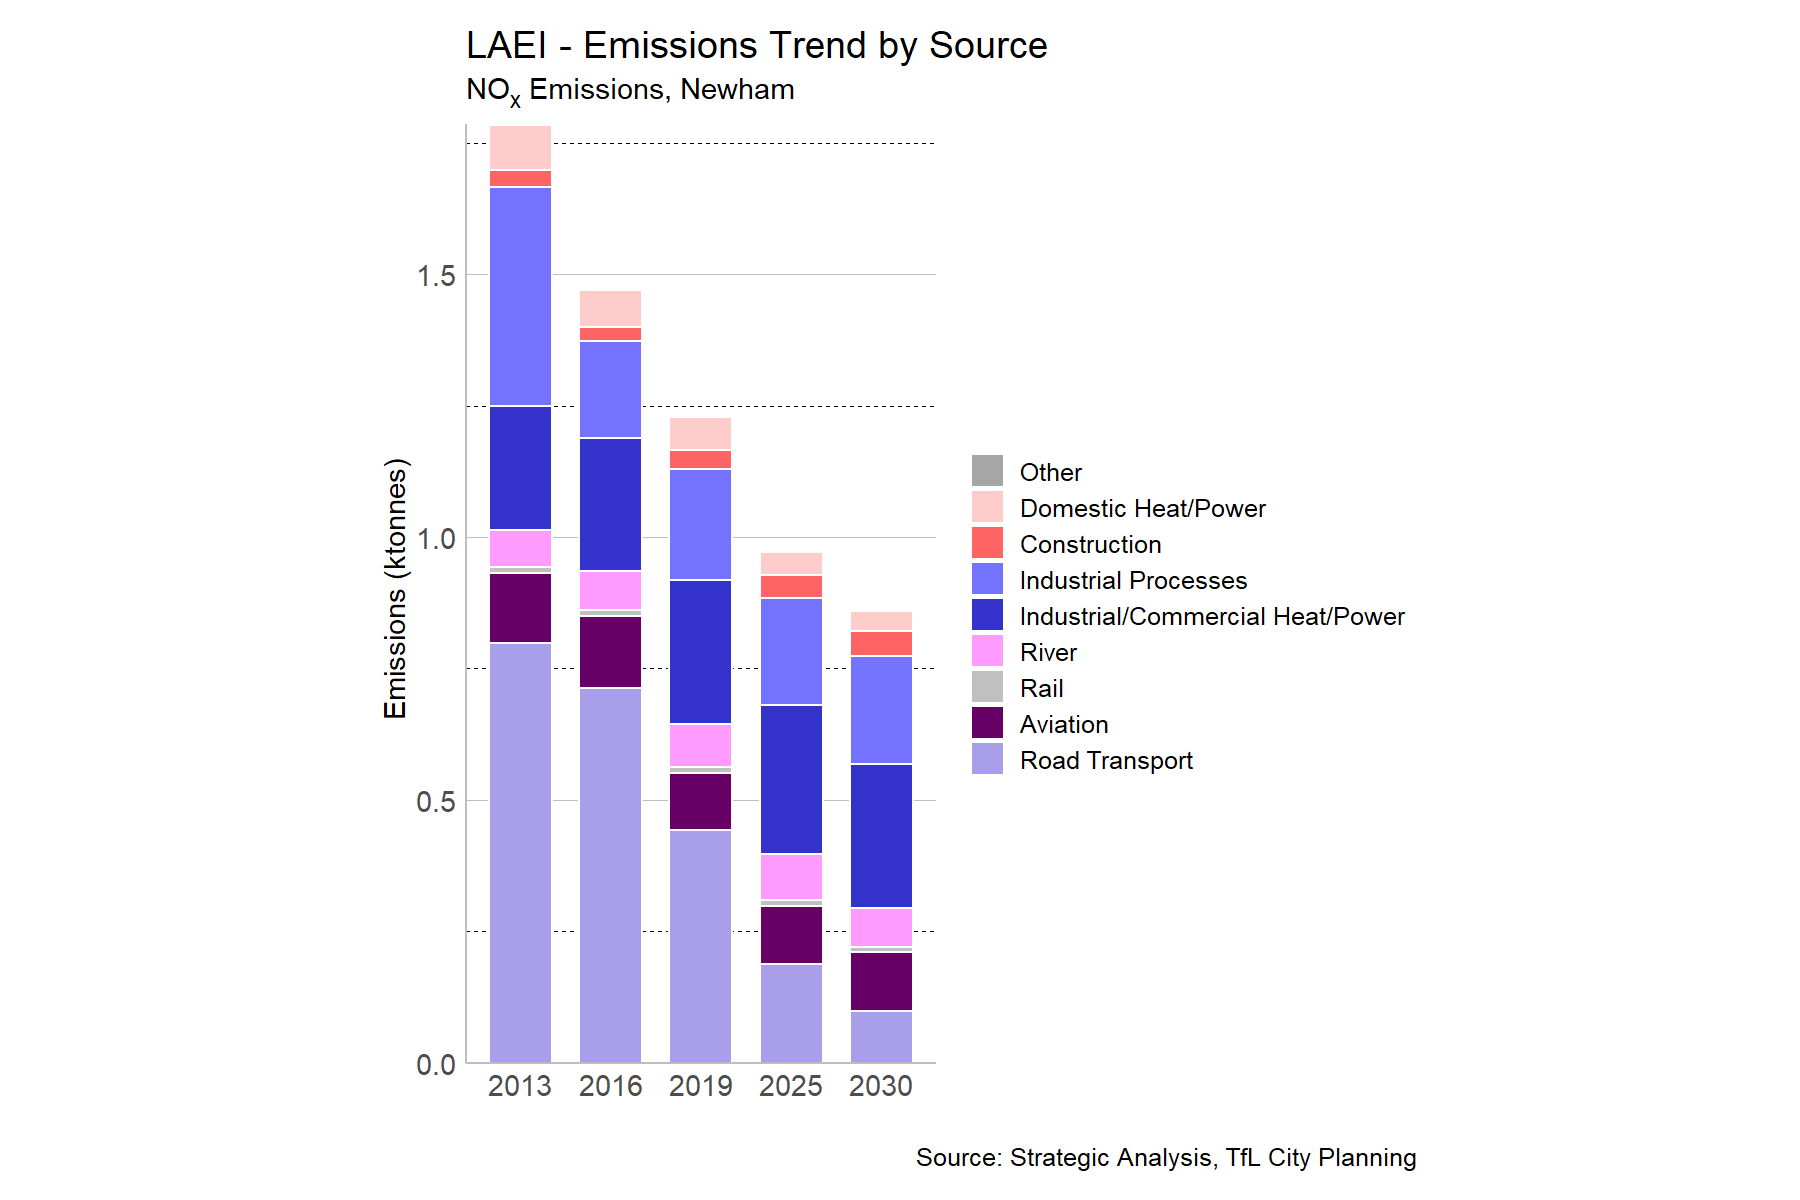 LAEI - Emissions Trend by Source
NOx Emissions, Newham
Emissions (ktonnes)
1.5
1.0
0.5
0.0
2013 2016 2019 2025 2030
Other
Domestic Heat/Power
Construction
Industrial Processes
Industrial/Commercial Heat/Power
River
Rail
Aviation
Road Transport
Source: Strategic Analysis, TfL City Planning